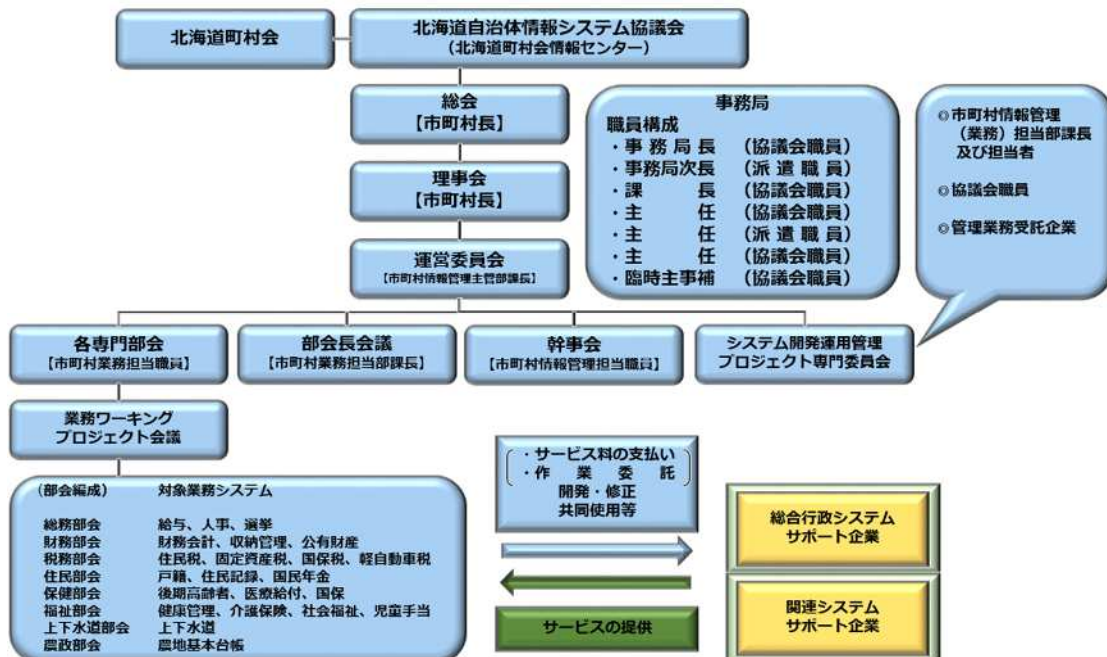 北海道町村会
北海道自治体情報システム協議会
(北海道町村会情報センター)
総会
【市町村長】
理事会
【市町村長】
運営委員会
【市町村情報管理主管部課長】
事務局
職員構成
・事 務 局 長 (協議会職員)
・事務局次長 (派 遣 職 員)
・課 長 (協議会職員)
・主 任 (協議会職員)
・主 任 (派 遣 職 員)
・主 任 (協議会職員)
・臨時主事補 (協議会職員)
◎市町村情報管理
(業務)担当部課長
及び担当者
◎協議会職員
◎管理業務受託企業
各専門部会
【市町村業務担当職員】
部会長会議
【市町村業務担当部課長】
幹事会
【市町村情報管理担当職員】
システム開発運用管理
プロジェクト専門委員会
業務ワーキング
プロジェクト会議
(部会編成) 対象業務システム
総務部会 給与、人事、選挙
財務部会 財務会計、収納管理、公有財産
税務部会 住民税、固定資産税、国保税、軽自動車税
住民部会 戸籍、住民記録、国民年金
保健部会 後期高齢者、医療給付、国保
福祉部会 健康管理、介護保険、社会福祉、児童手当
上下水道部会 上下水道
農政部会 農地基本台帳
・サービス料の支払い
・作 業 委 託
開発・修正
共同使用等
サービスの提供
総合行政システム
サポート企業
関連システム
サポート企業